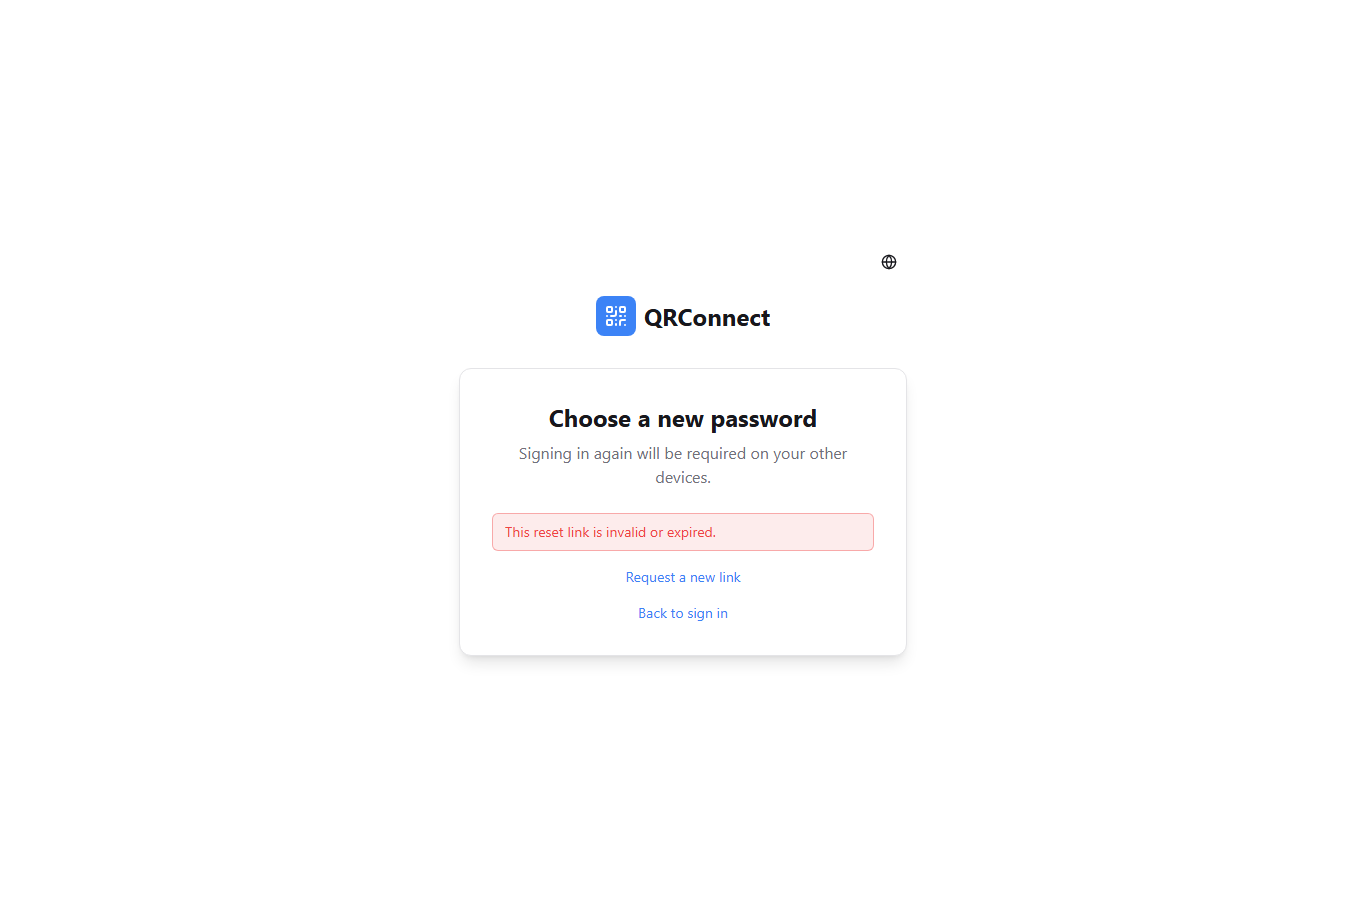 QRConnect
Choose a new password
Signing in again will be required on your other
devices.
This reset link is invalid or expired.
Request a new link
Back to sign in